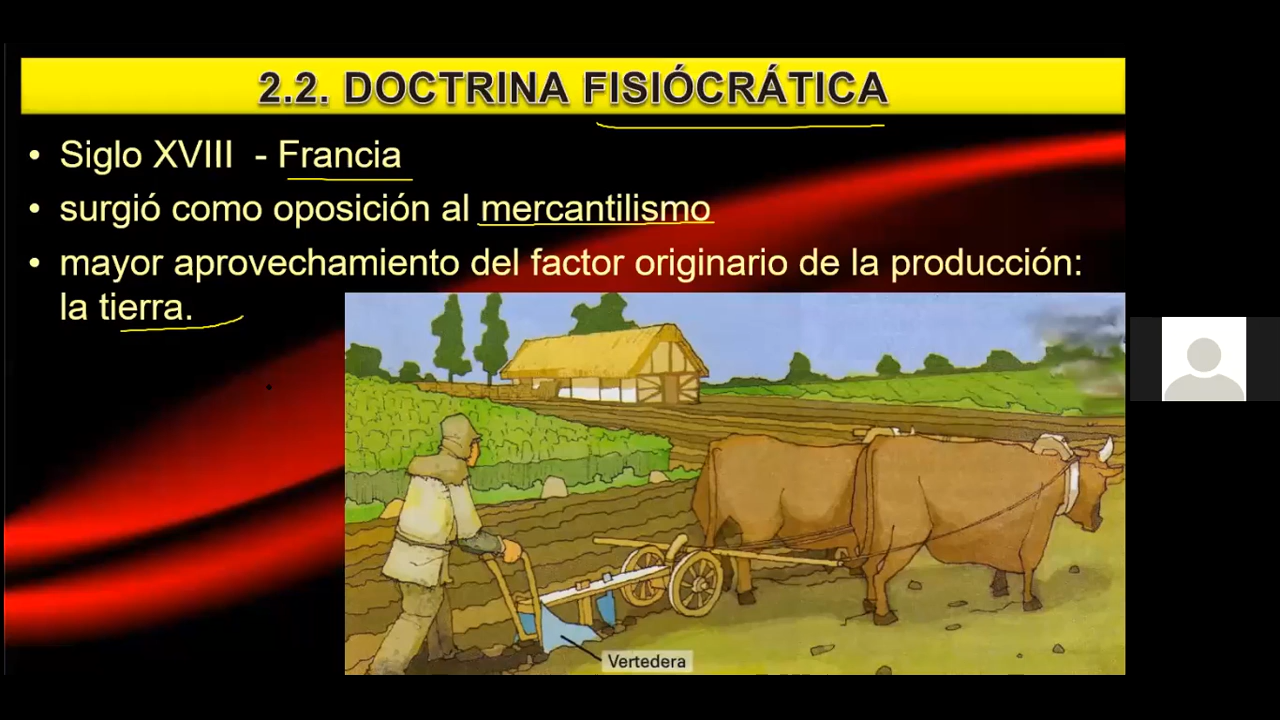 2.2. DOCTRINA FISIÓCRÁTICA
• Siglo XVIII - Francia
• surgió como oposición al mercantilismo
• mayor aprovechamiento del factor originario de la producción:
la tierra.
Vertedera